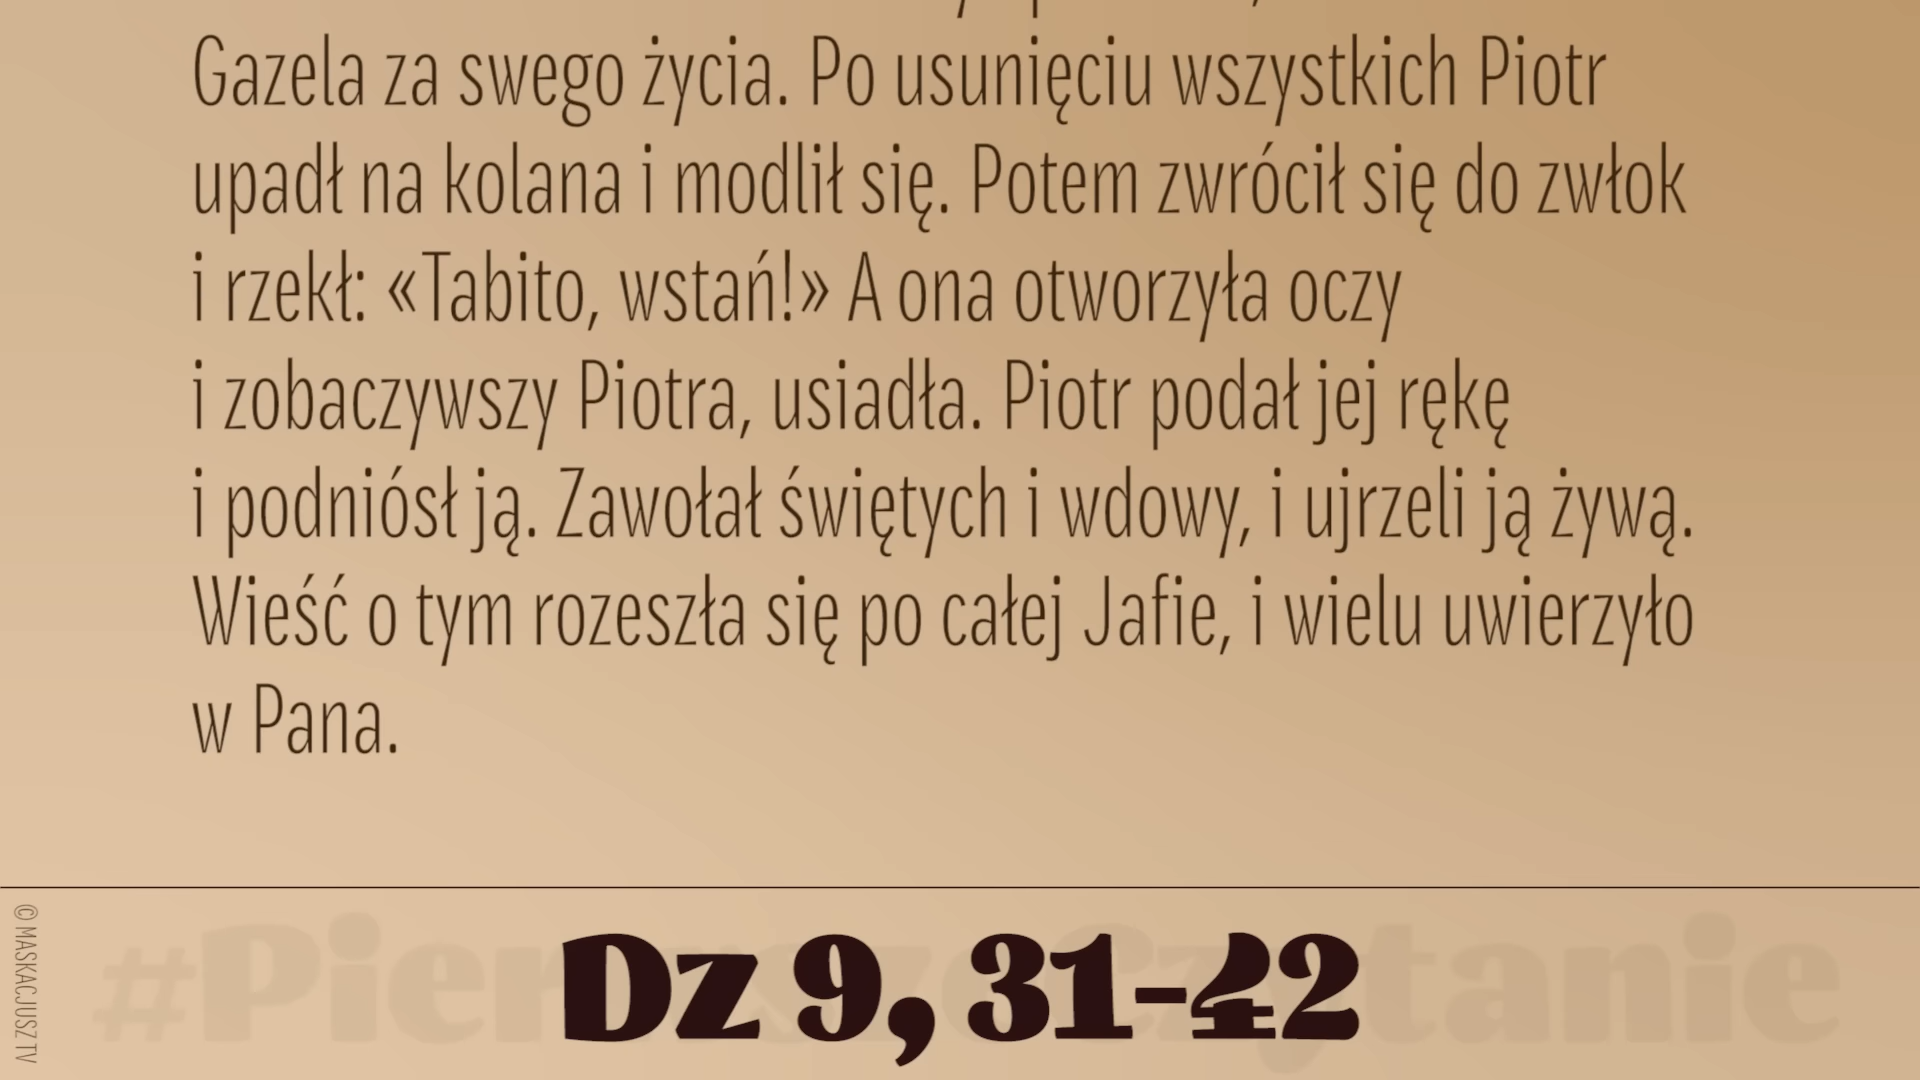 Gazela za swego życia. Po usunięciu wszystkich Piotr
upadł na kolana i modlił się. Potem zwrócił się do zwłok
i rzekł: «Tabito, wstań!» A ona otworzyła oczy
i zobaczywszy Piotra, usiadła. Piotr podał jej rękę
i podniósł ją. Zawołał świętych i wdowy, i ujrzeli ją żywą.
Wieść o tym rozeszła się po całej Jafie, i wielu uwierzyło
w Pana.
#PierwszeCzytanie
Dz 9, 31-42
© MASKACJUSZ TV